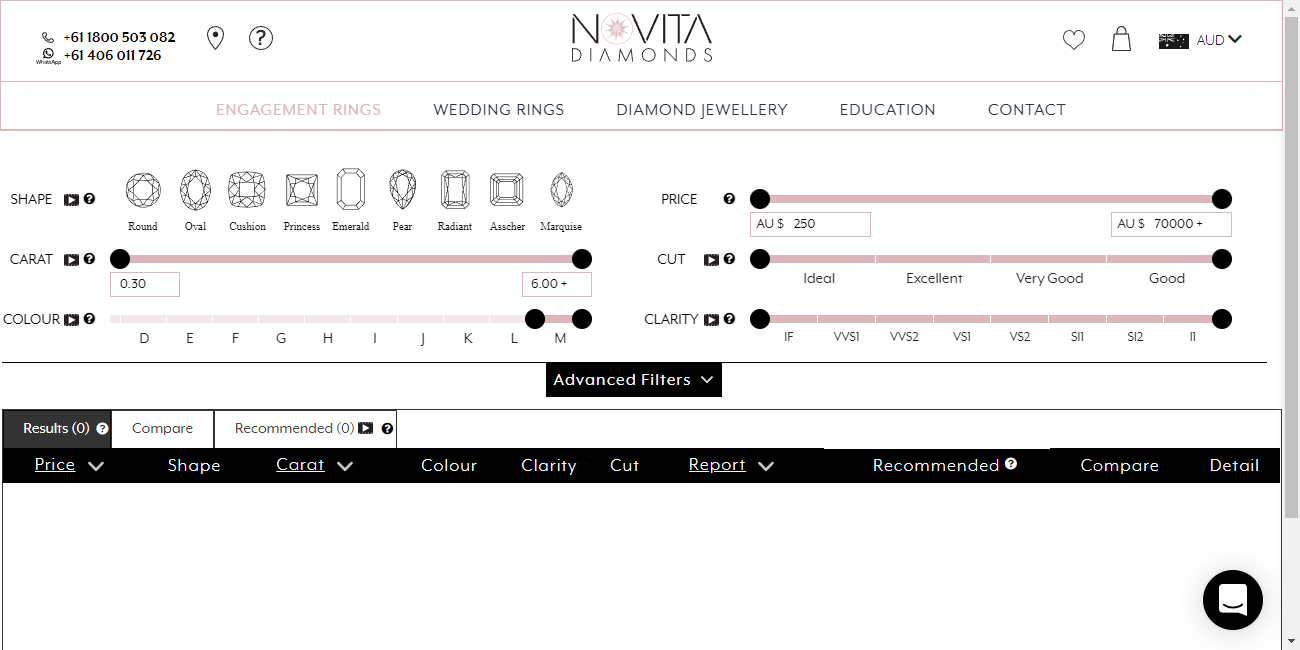 +61 1800 503 082
WhatsApp
+61 406 011 726
?
NOVITA
DIAMONDS
AUD
ENGAGEMENT RINGS
WEDDING RINGS
DIAMOND JEWELLERY
EDUCATION
CONTACT
SHAPE ?
Round
Oval
Cushion
Princess
Emerald
Pear
Radiant
Asscher
Marquise
PRICE ?
AU $ 250
AU $ 70000 +
CARAT ?
0.30
6.00 +
CUT ?
Ideal
Excellent
Very Good
Good
COLOUR ?
D E F G H I J K L M
CLARITY ?
IF VVS1 VVS2 VS1 VS2 SI1 SI2 I1
Advanced Filters
Results (0) ?
Compare
Recommended (0) ?
Price Shape Carat Colour Clarity Cut Report Recommended ? Compare Detail